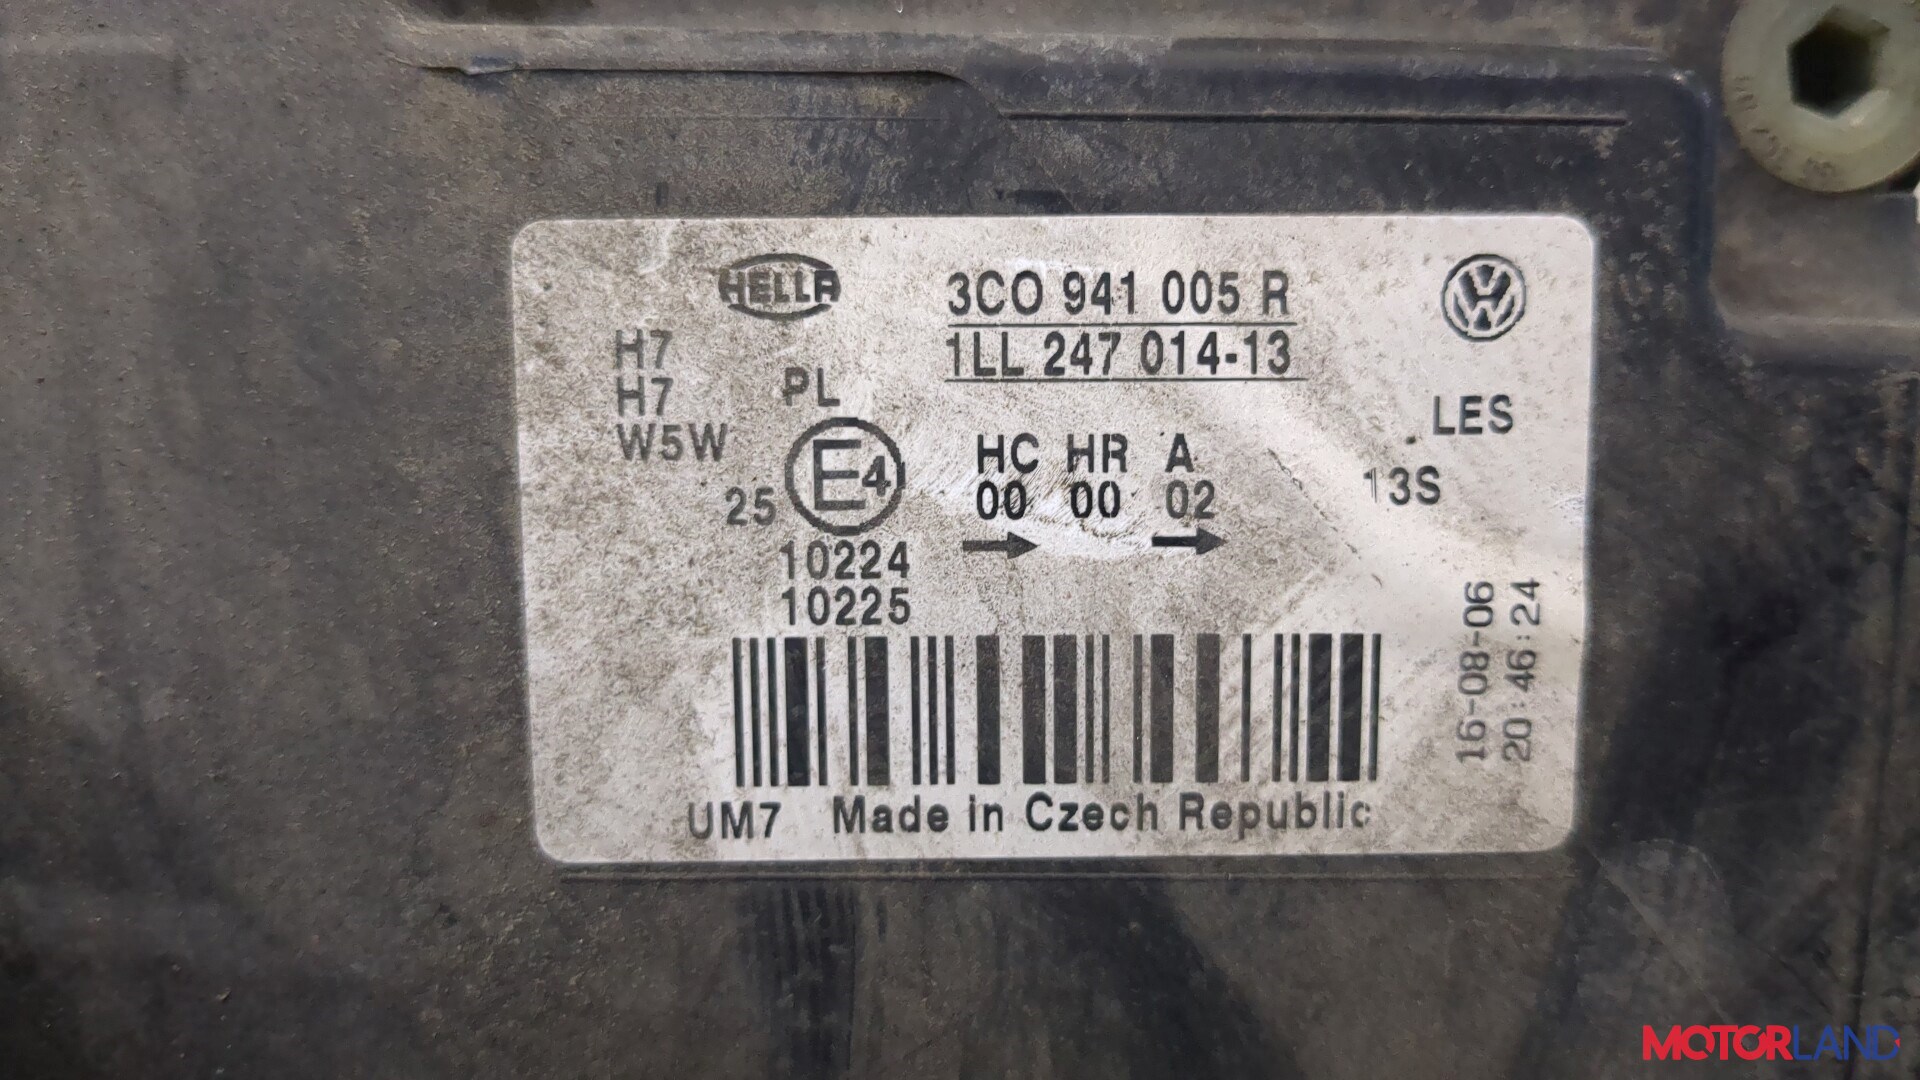 HELLA
3CO 941 005 R
1LL 247 014-13
H7
H7
W5W
PL
LES
25 E4
HC HR A
00 00 02
13S
10224
10225
16-08-06
20:46:24
UM7 Made in Czech Republic
MOTORLAND